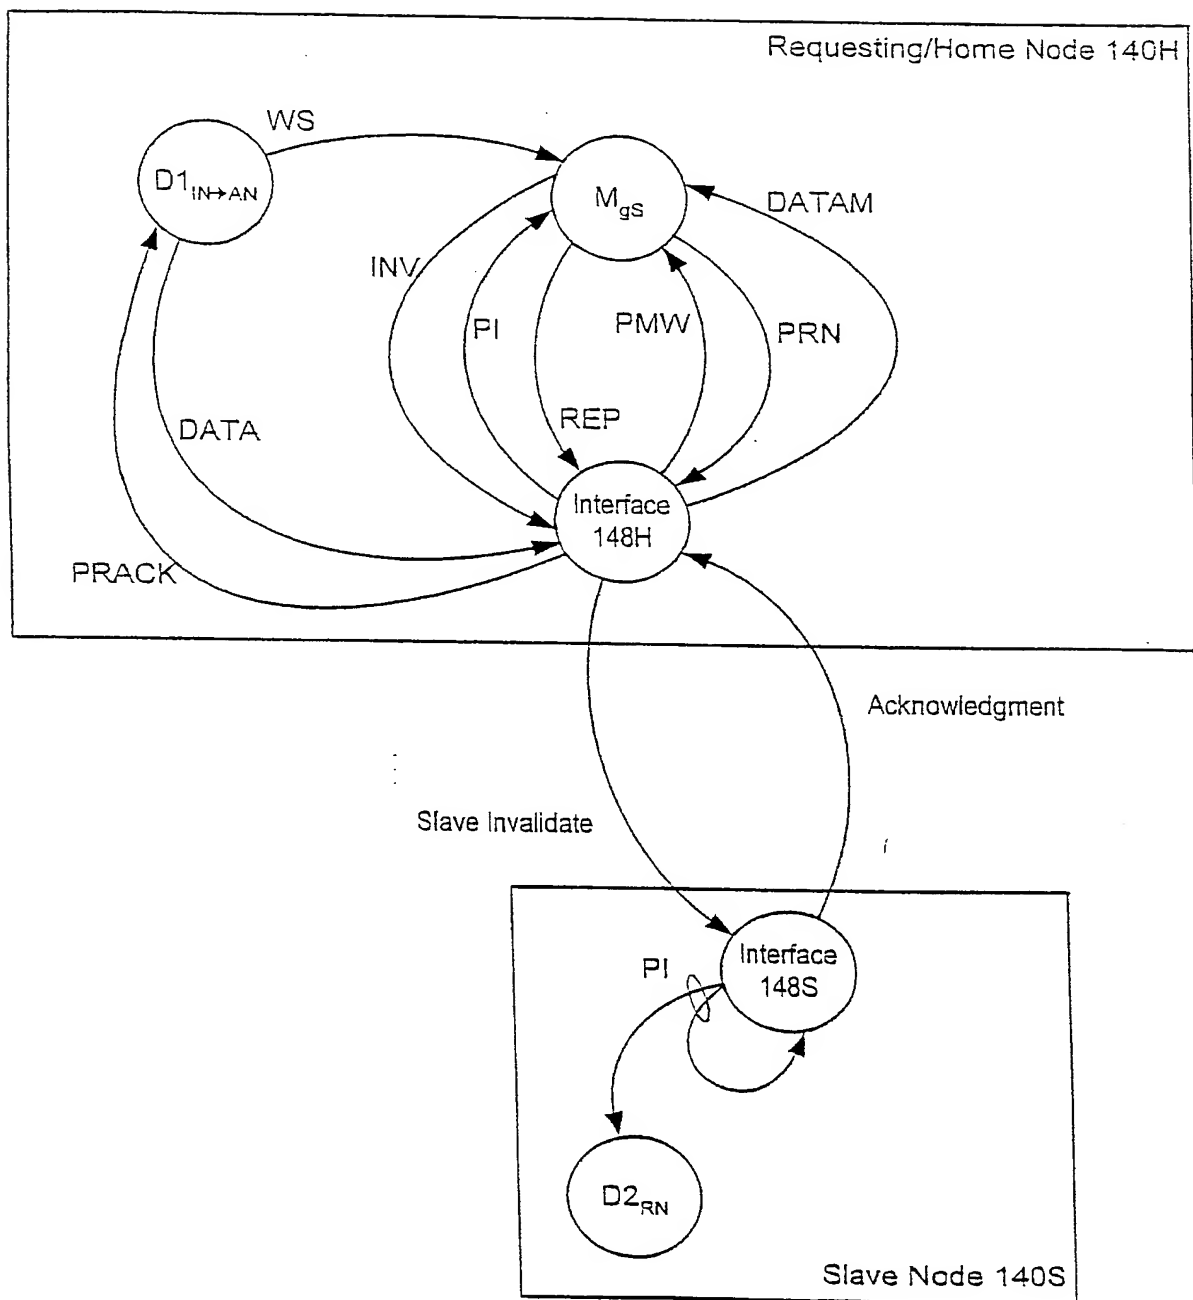 Requesting/Home Node 140H
WS
D1IN→AN
MgS
DATAM
INV
PI
PMW
PRN
REP
DATA
Interface
148H
PRACK
Acknowledgment
Slave Invalidate
Interface
148S
PI
D2RN
Slave Node 140S